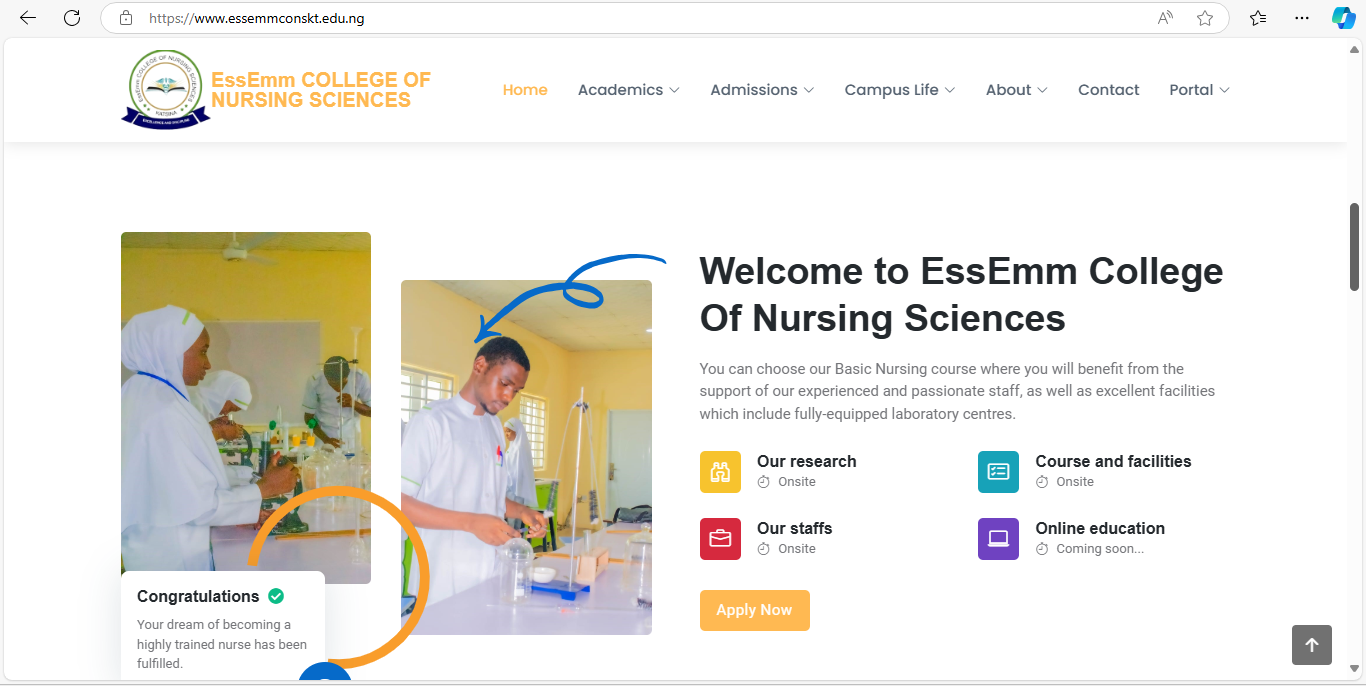 https://www.essemmconskt.edu.ng
EssEmm COLLEGE OF NURSING SCIENCES
KATSINA
EXCELLENCE AND DISCIPLINE
EssEmm COLLEGE OF
NURSING SCIENCES
Home
Academics
Admissions
Campus Life
About
Contact
Portal
Welcome to EssEmm College
Of Nursing Sciences
You can choose our Basic Nursing course where you will benefit from the
support of our experienced and passionate staff, as well as excellent facilities
which include fully-equipped laboratory centres.
Our research
Onsite
Course and facilities
Onsite
Our staffs
Onsite
Online education
Coming soon...
Apply Now
Congratulations
Your dream of becoming a
highly trained nurse has been
fulfilled.